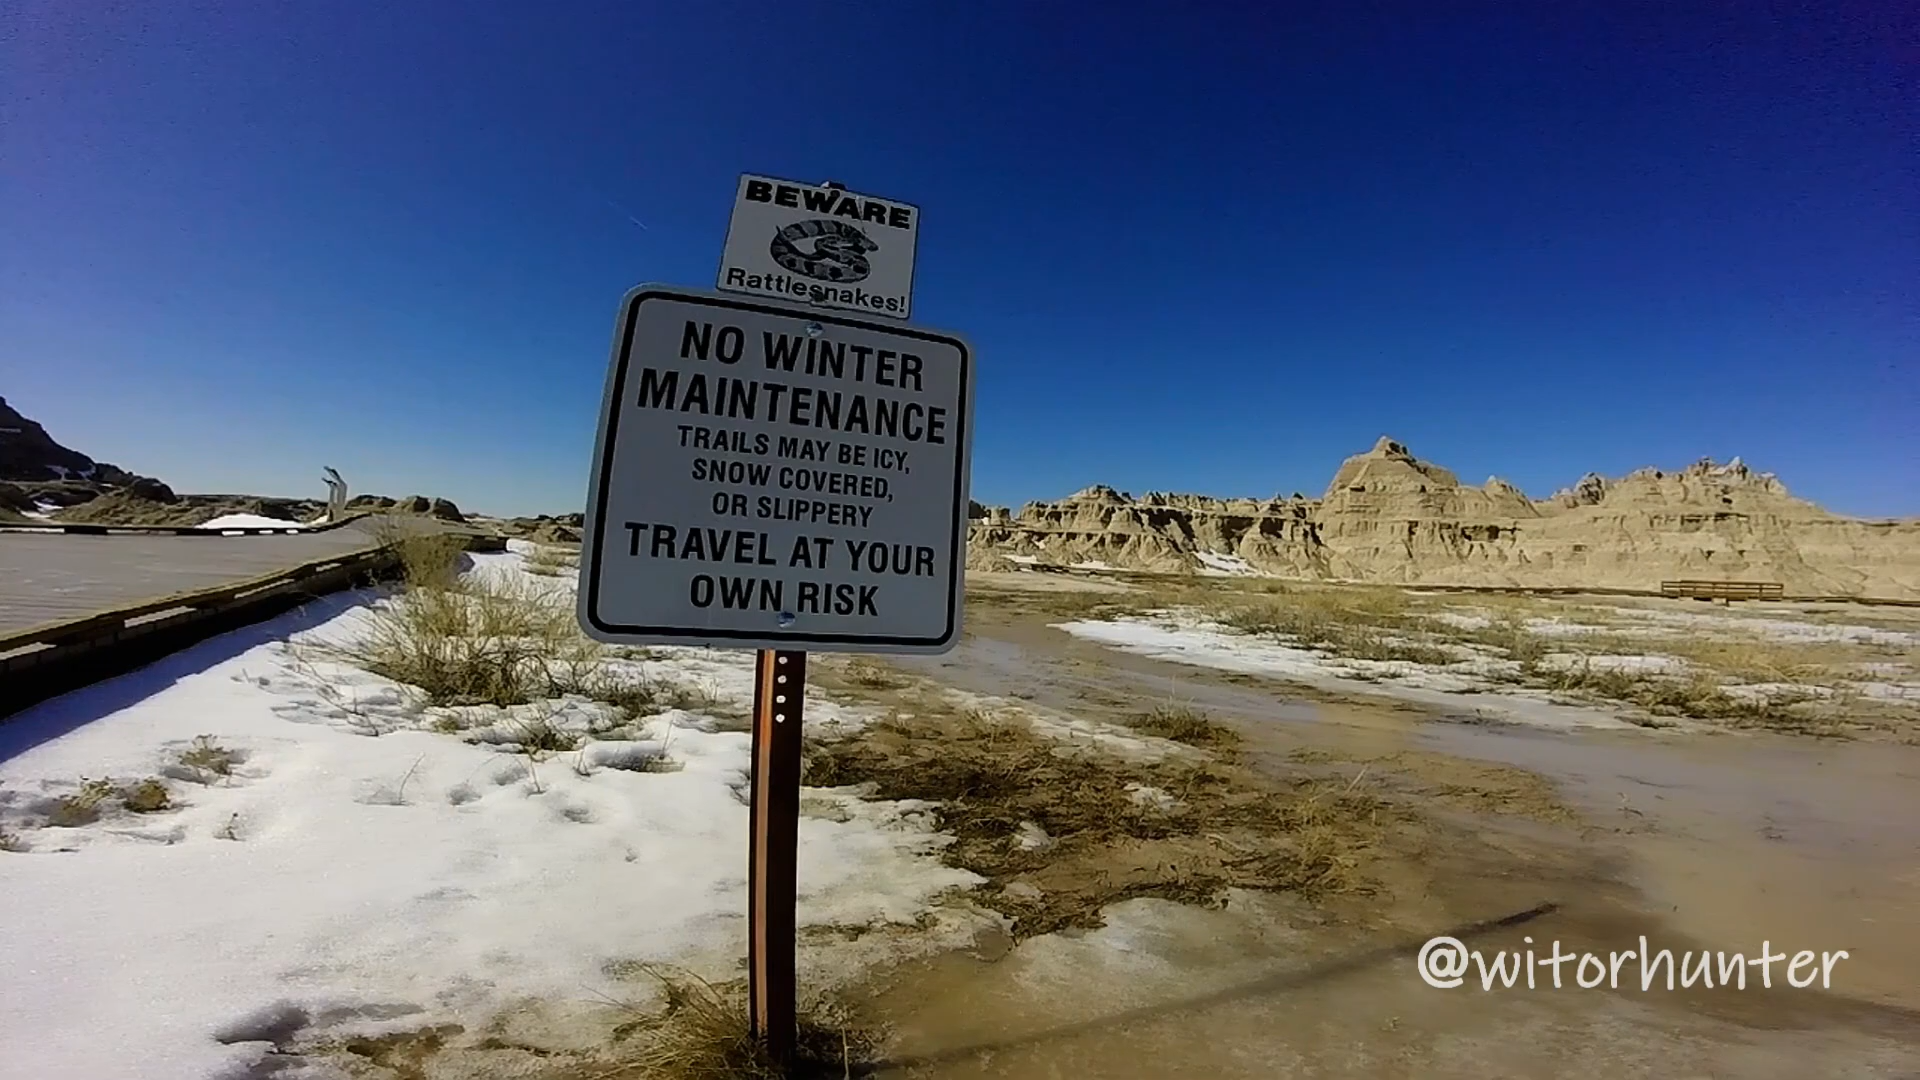 BEWARE
Rattlesnakes!
NO WINTER
MAINTENANCE
TRAILS MAY BE ICY,
SNOW COVERED,
OR SLIPPERY
TRAVEL AT YOUR
OWN RISK
@witorhunter